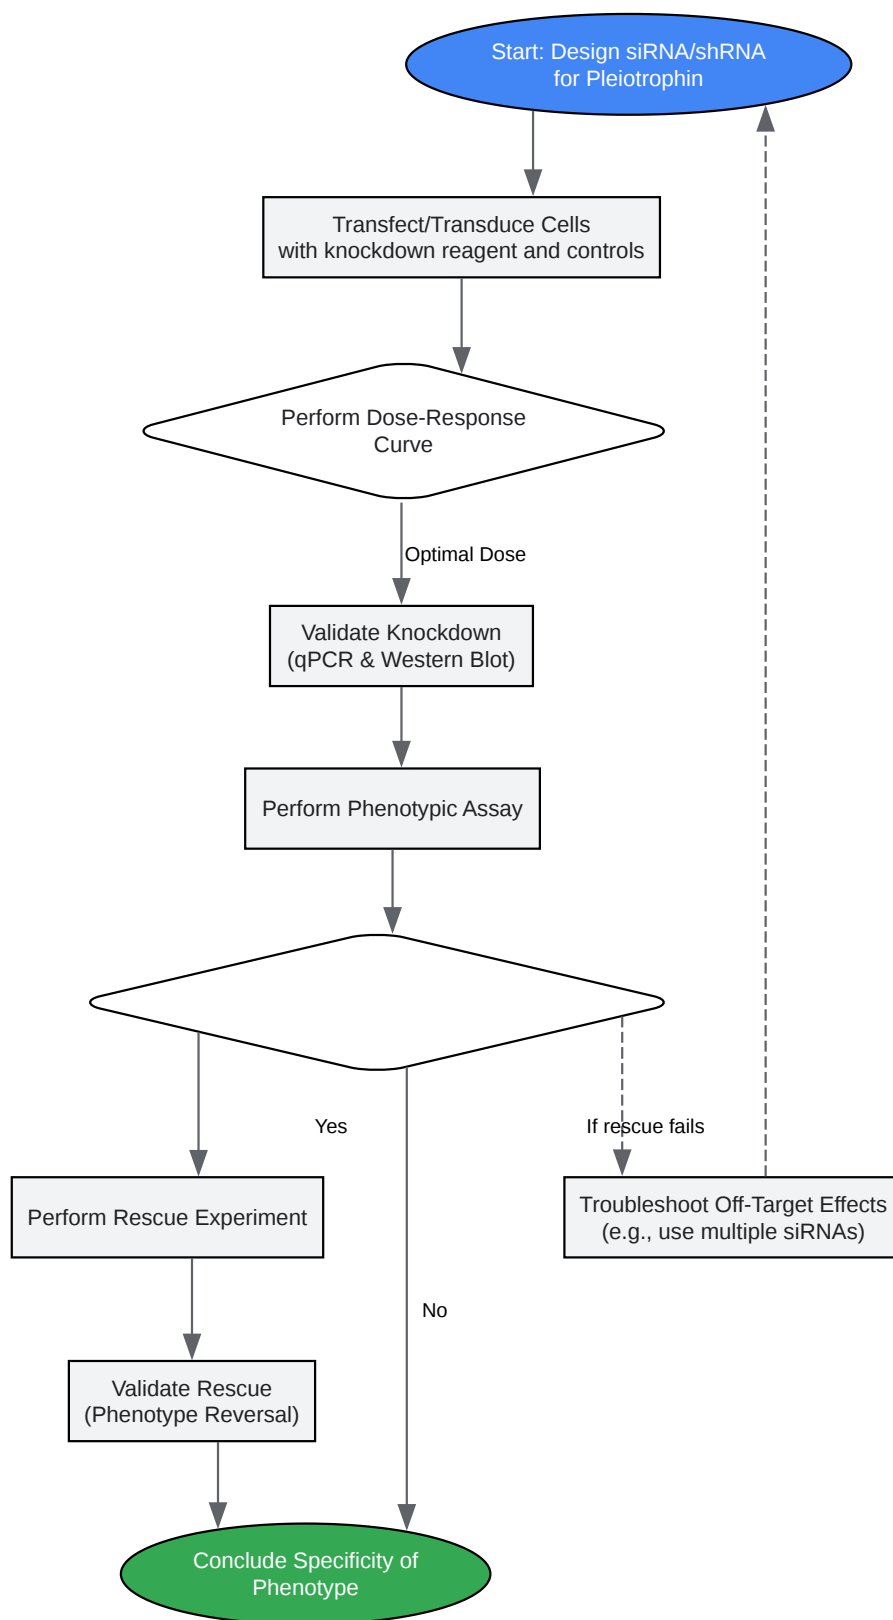 Start: Design siRNA/shRNA
for Pleiotrophin
Transfect/Transduce Cells
with knockdown reagent and controls
Perform Dose-Response
Curve
Optimal Dose
Validate Knockdown
(qPCR & Western Blot)
Perform Phenotypic Assay
Yes
If rescue fails
Perform Rescue Experiment
Troubleshoot Off-Target Effects
(e.g., use multiple siRNAs)
No
Validate Rescue
(Phenotype Reversal)
Conclude Specificity of
Phenotype